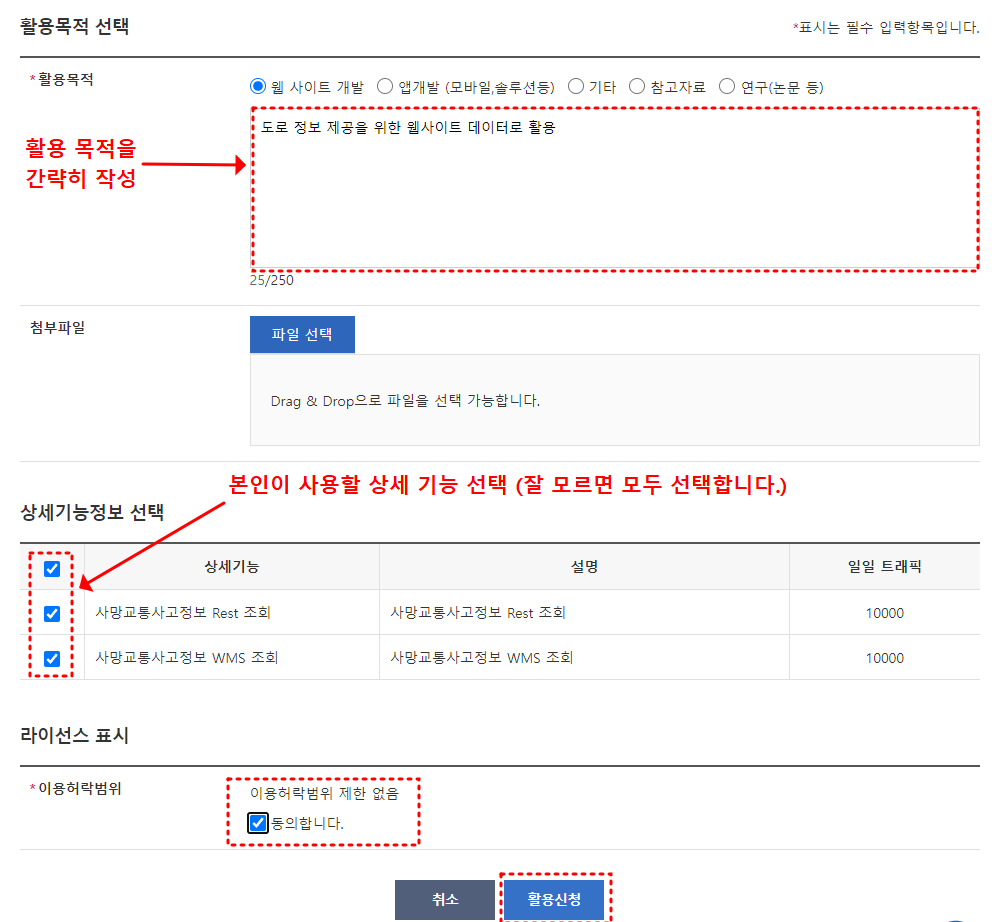 활용목적 선택
*표시는 필수 입력항목입니다.
*활용목적
웹 사이트 개발 앱개발 (모바일,솔루션등) 기타 참고자료 연구(논문 등)
도로 정보 제공을 위한 웹사이트 데이터로 활용
활용 목적을
간략히 작성
25/250
첨부파일
파일 선택
Drag & Drop으로 파일을 선택 가능합니다.
본인이 사용할 상세 기능 선택 (잘 모르면 모두 선택합니다.)
상세기능정보 선택
상세기능 설명 일일 트래픽
사망교통사고정보 Rest 조회 사망교통사고정보 Rest 조회 10000
사망교통사고정보 WMS 조회 사망교통사고정보 WMS 조회 10000
라이선스 표시
*이용허락범위
이용허락범위 제한 없음
동의합니다.
취소 활용신청